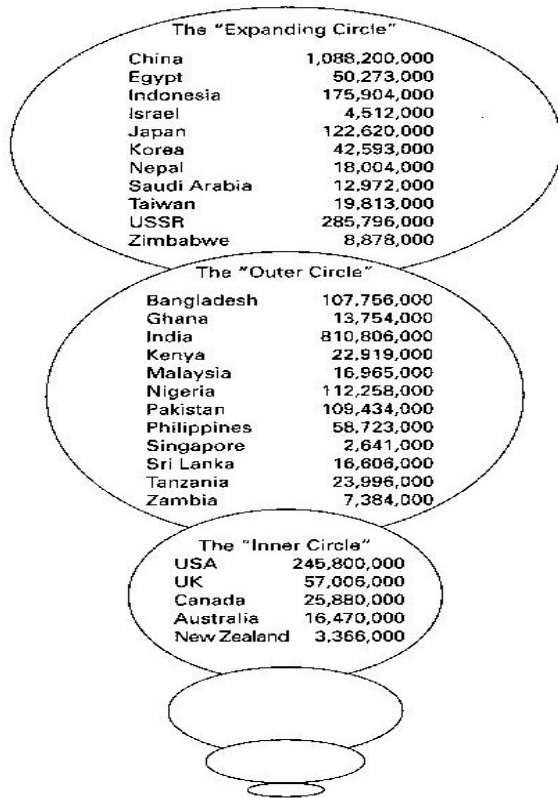 The "Expanding Circle"
China 1,088,200,000
Egypt 50,273,000
Indonesia 175,904,000
Israel 4,512,000
Japan 122,620,000
Korea 42,593,000
Nepal 18,004,000
Saudi Arabia 12,972,000
Taiwan 19,813,000
USSR 285,796,000
Zimbabwe 8,878,000
The "Outer Circle"
Bangladesh 107,756,000
Ghana 13,754,000
India 810,806,000
Kenya 22,919,000
Malaysia 16,965,000
Nigeria 112,258,000
Pakistan 109,434,000
Philippines 58,723,000
Singapore 2,641,000
Sri Lanka 16,606,000
Tanzania 23,996,000
Zambia 7,384,000
The "Inner Circle"
USA 245,800,000
UK 57,006,000
Canada 25,880,000
Australia 16,470,000
New Zealand 3,366,000